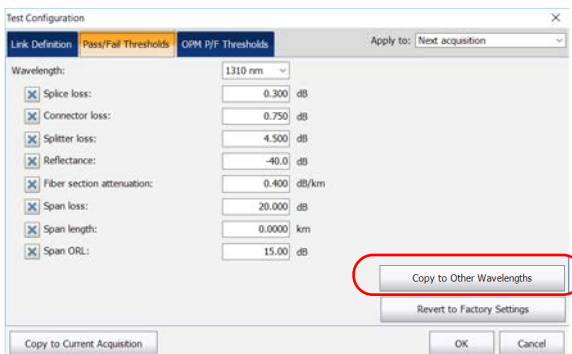 Test Configuration
Link Definition Pass/Fail Thresholds OPM P/F Thresholds Apply to: Next acquisition
Wavelength: 1310 nm
Splice loss: 0.300 dB
Connector loss: 0.750 dB
Splitter loss: 4.500 dB
Reflectance: -40.0 dB
Fiber section attenuation: 0.400 dB/km
Span loss: 20.000 dB
Span length: 0.0000 km
Span ORL: 15.00 dB
Copy to Other Wavelengths
Revert to Factory Settings
Copy to Current Acquisition OK Cancel